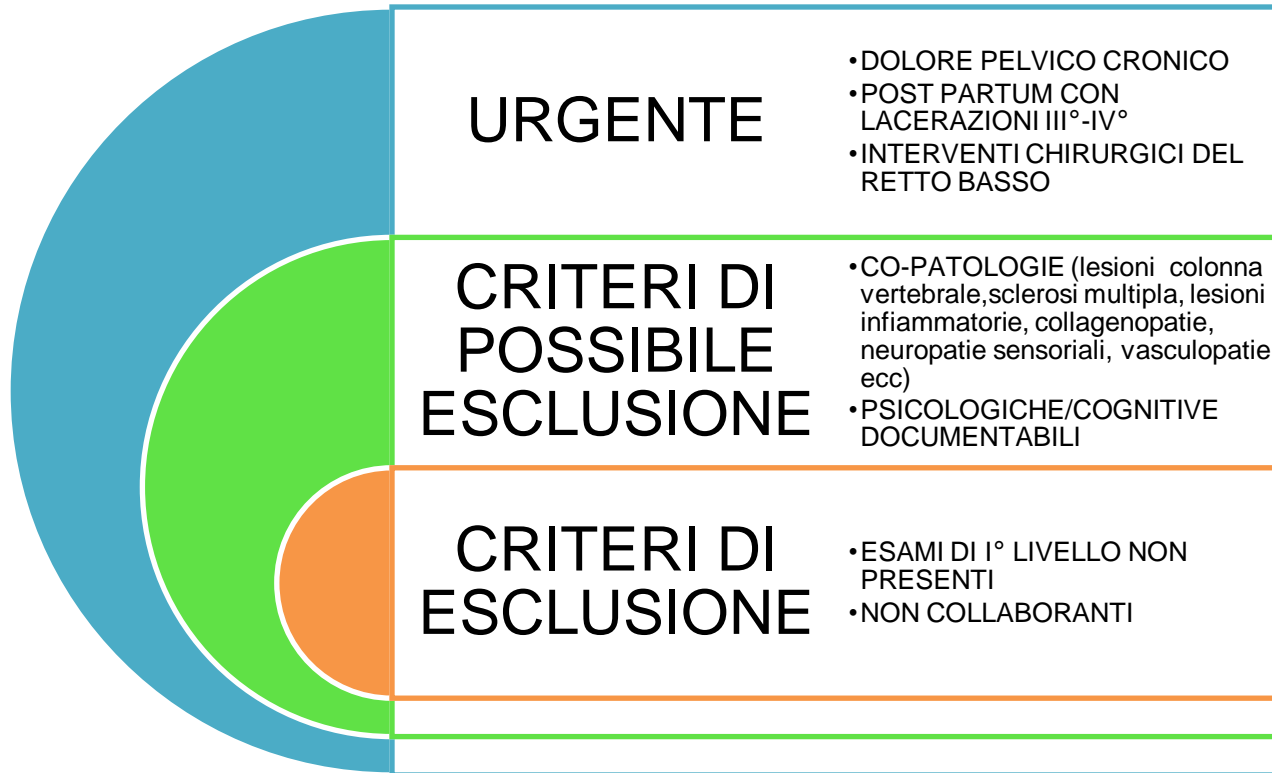 URGENTE
•DOLORE PELVICO CRONICO
•POST PARTUM CON
LACERAZIONI III°-IV°
•INTERVENTI CHIRURGICI DEL
RETTO BASSO
CRITERI DI
POSSIBILE
ESCLUSIONE
•CO-PATOLOGIE (lesioni colonna
vertebrale,sclerosi multipla, lesioni
infiammatorie, collagenopatie,
neuropatie sensoriali, vasculopatie
ecc)
•PSICOLOGICHE/COGNITIVE
DOCUMENTABILI
CRITERI DI
ESCLUSIONE
•ESAMI DI I° LIVELLO NON
PRESENTI
•NON COLLABORANTI